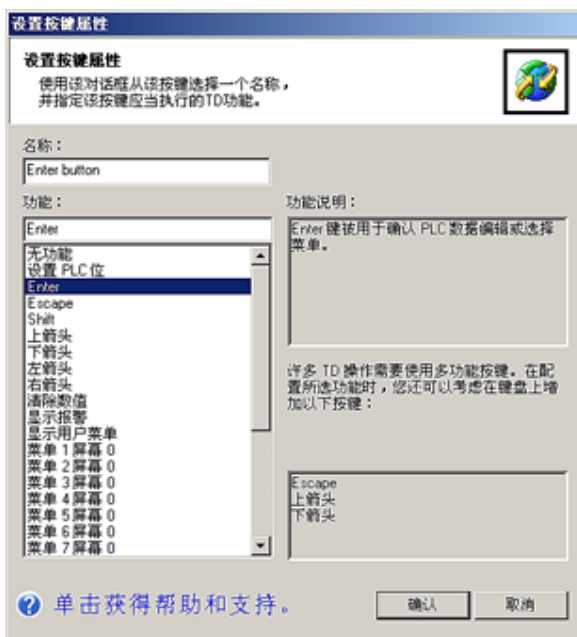 设置按键属性
设置按键属性
使用该对话框从该按键选择一个名称，
并指定该按键应当执行的TD功能。
名称：
Enter button
功能：
Enter
无功能
设置 PLC 位
Enter
Escape
Shift
上箭头
下箭头
左箭头
右箭头
清除数值
显示报警
显示用户菜单
菜单 1 屏幕 0
菜单 2 屏幕 0
菜单 3 屏幕 0
菜单 4 屏幕 0
菜单 5 屏幕 0
菜单 6 屏幕 0
菜单 7 屏幕 0
功能说明：
Enter 键被用于确认 PLC 数据编辑或选择
菜单。
许多 TD 操作需要使用多功能按键。在配
置所选功能时，您还可以考虑在键盘上增
加以下按键：
Escape
上箭头
下箭头
单击获得帮助和支持。
确认
取消